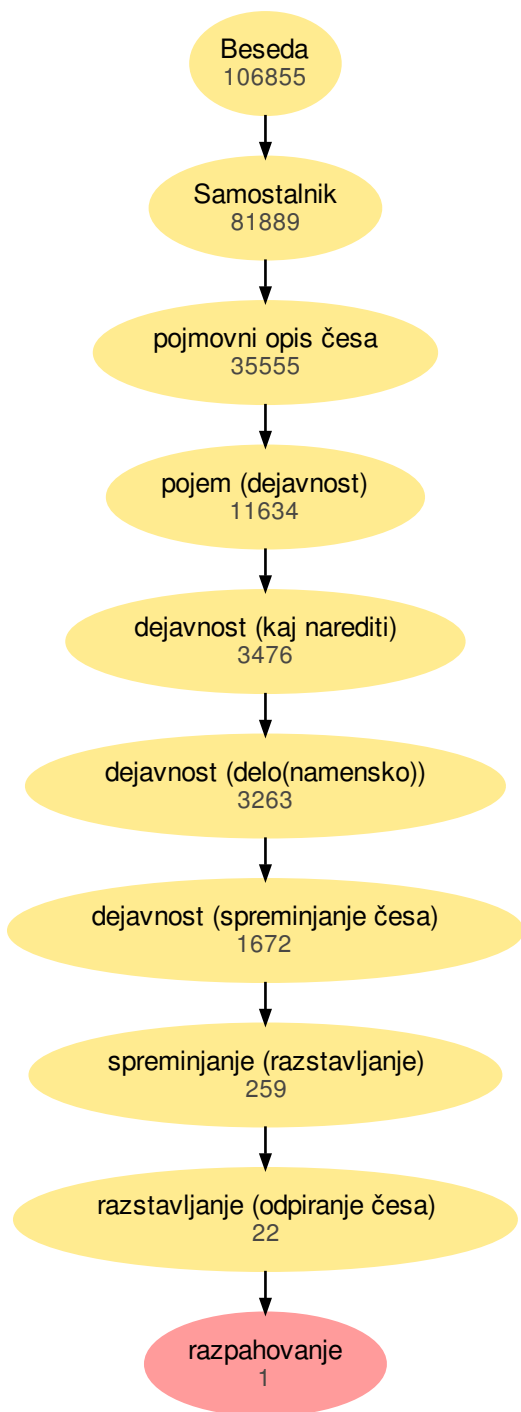 Beseda
106855
Samostalnik
81889
pojmovni opis česa
35555
pojem (dejavnost)
11634
dejavnost (kaj narediti)
3476
dejavnost (delo(namensko))
3263
dejavnost (spreminjanje česa)
1672
spreminjanje (razstavljanje)
259
razstavljanje (odpiranje česa)
22
razpahovanje
1